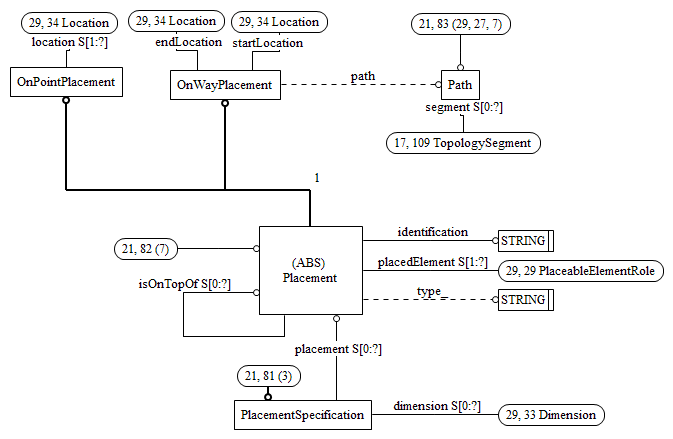 29, 34 Location
29, 34 Location
29, 34 Location
21, 83 (29, 27, 7)
location S[1:?]
endLocation
startLocation
OnPointPlacement
OnWayPlacement
path
Path
segment S[0:?]
17, 109 TopologySegment
1
identification
STRING
21, 82 (7)
(ABS)
Placement
placedElement S[1:?]
29, 29 PlaceableElementRole
isOnTopOf S[0:?]
type_
STRING
placement S[0:?]
21, 81 (3)
PlacementSpecification
dimension S[0:?]
29, 33 Dimension